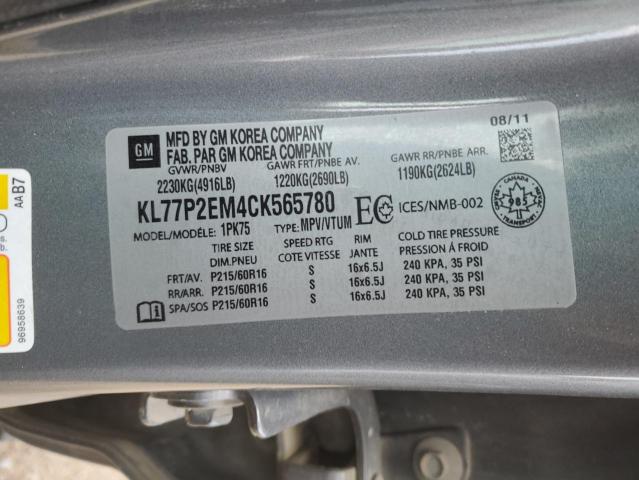 08/11
GM
MFD BY GM KOREA COMPANY
FAB. PAR GM KOREA COMPANY
GVWR/PNBV GAWR FRT/PNBE AV. GAWR RR/PNBE ARR.
2230KG(4916LB) 1220KG(2690LB) 1190KG(2624LB)
KL77P2EM4CK565780 EC ICES/NMB-002
CANADA
985
MODEL/MODÉLE: 1PK75 TYPE:MPV/VTUM
TIRE SIZE SPEED RTG RIM COLD TIRE PRESSURE
DIM.PNEU COTE VITESSE JANTE PRESSION Á FROID
FRT/AV. P215/60R16 S 16x6.5J 240 KPA, 35 PSI
RR/ARR. P215/60R16 S 16x6.5J 240 KPA, 35 PSI
SPA/SOS P215/60R16 S 16x6.5J 240 KPA, 35 PSI
AA B7
96958639